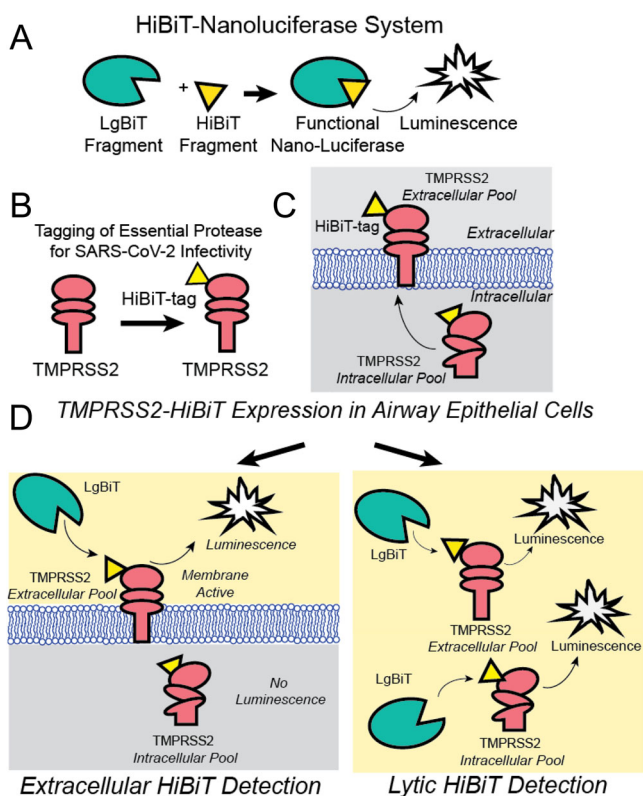 A
HiBiT-Nanoluciferase System
+
LgBiT
Fragment
HiBiT
Fragment
Functional
Nano-Luciferase
Luminescence
B
Tagging of Essential Protease
for SARS-CoV-2 Infectivity
HiBiT-tag
TMPRSS2
TMPRSS2
C
TMPRSS2
Extracellular Pool
HiBiT-tag
Extracellular
Intracellular
TMPRSS2
Intracellular Pool
D
TMPRSS2-HiBiT Expression in Airway Epithelial Cells
LgBiT
Luminescence
TMPRSS2
Extracellular Pool
Membrane
Active
No
Luminescence
TMPRSS2
Intracellular Pool
Extracellular HiBiT Detection
LgBiT
Luminescence
TMPRSS2
Extracellular Pool
Luminescence
LgBiT
TMPRSS2
Intracellular Pool
Lytic HiBiT Detection